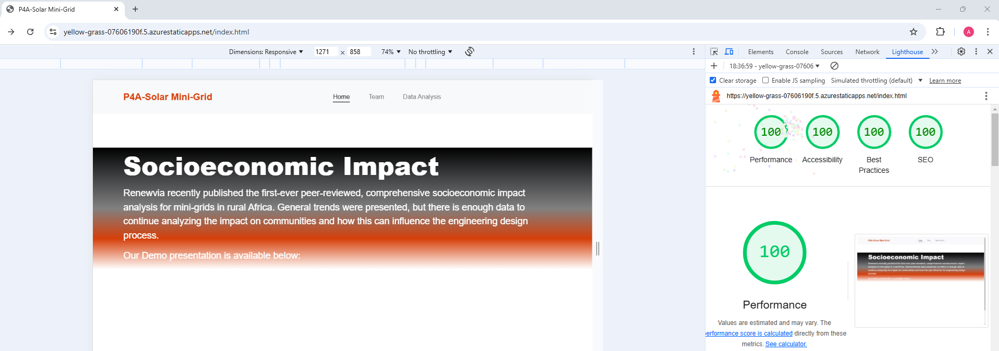 P4A-Solar Mini-Grid
yellow-grass-07606190f.5.azurestaticapps.net/index.html
A
Dimensions: Responsive
1271 x 858
74%
No throttling
Elements
Console
Sources
Network
Lighthouse
18:36:59 - yellow-grass-07606
Clear storage
Enable JS sampling
Simulated throttling (default)
Learn more
https://yellow-grass-07606190f.5.azurestaticapps.net/index.html
P4A-Solar Mini-Grid
Home
Team
Data Analysis
Socioeconomic Impact
Renewvia recently published the first-ever peer-reviewed, comprehensive socioeconomic impact
analysis for mini-grids in rural Africa. General trends were presented, but there is enough data to
continue analyzing the impact on communities and how this can influence the engineering design
process.
Our Demo presentation is available below:
100
100
100
100
Performance
Accessibility
Best
Practices
SEO
100
Performance
Values are estimated and may vary. The
erformance score is calculated directly from these
metrics. See calculator.
P4A-Solar Mini-Grid
Socioeconomic Impact